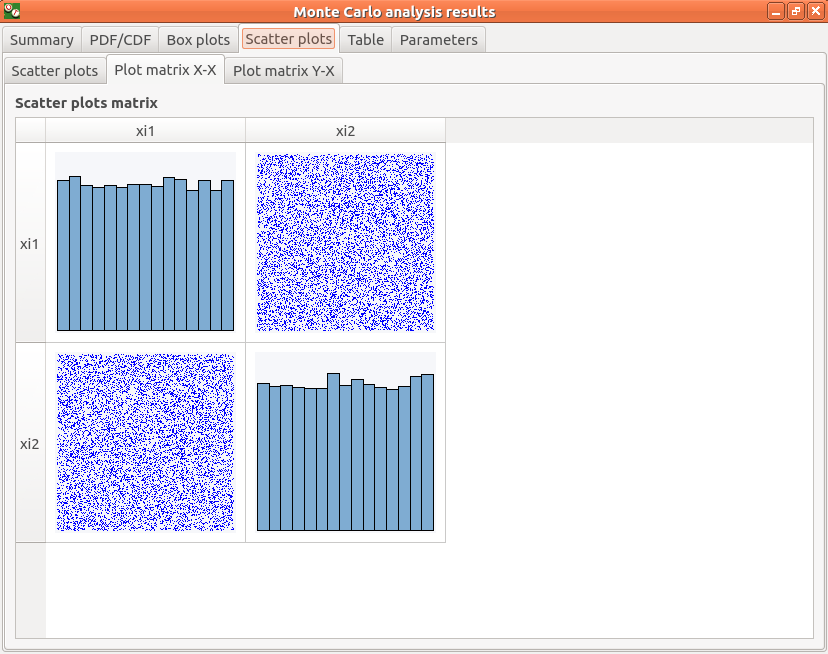 Monte Carlo analysis results
Summary PDF/CDF Box plots Scatter plots Table Parameters
Scatter plots Plot matrix X-X Plot matrix Y-X
Scatter plots matrix
xi1 xi2
xi1
xi2